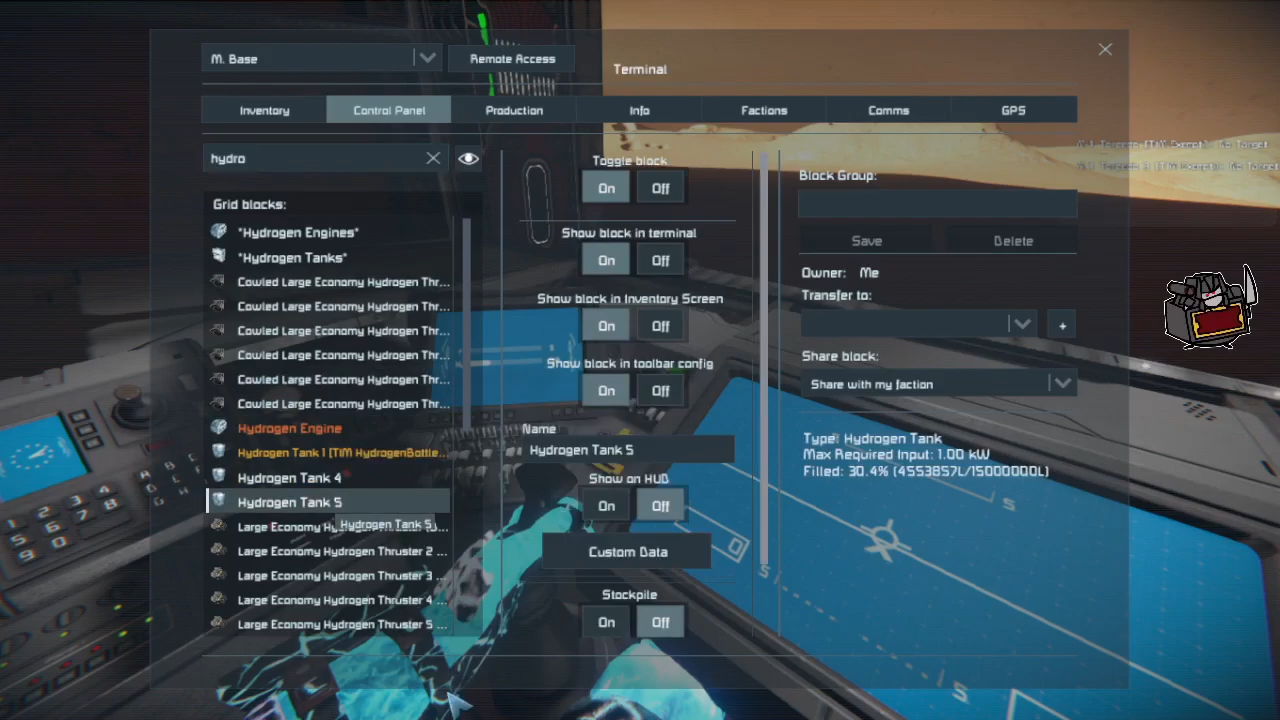 M. Base
Remote Access
Terminal
Inventory
Control Panel
Production
Info
Factions
Comms
GPS
hydro
Grid blocks:
*Hydrogen Engines*
*Hydrogen Tanks*
Cowled Large Economy Hydrogen Thr...
Cowled Large Economy Hydrogen Thr...
Cowled Large Economy Hydrogen Thr...
Cowled Large Economy Hydrogen Thr...
Cowled Large Economy Hydrogen Thr...
Cowled Large Economy Hydrogen Thr...
Hydrogen Engine
Hydrogen Tank 1 [TIM HydrogenBottle...
Hydrogen Tank 4
Hydrogen Tank 5
Hydrogen Tank 5
Large Economy
Large Economy Hydrogen Thruster 2 ...
Large Economy Hydrogen Thruster 3 ...
Large Economy Hydrogen Thruster 4 ...
Large Economy Hydrogen Thruster 5 ...
Toggle block
On Off
Show block in terminal
On Off
Show block in Inventory Screen
On Off
Show block in toolbar config
On Off
Name
Hydrogen Tank 5
Show on HUD
On Off
Custom Data
Stockpile
On Off
Block Group:
Save
Delete
Owner: Me
Transfer to:
+
Share block:
Share with my faction
Type: Hydrogen Tank
Max Required Input: 1.00 kW
Filled: 30.4% (4553857L/15000000L)